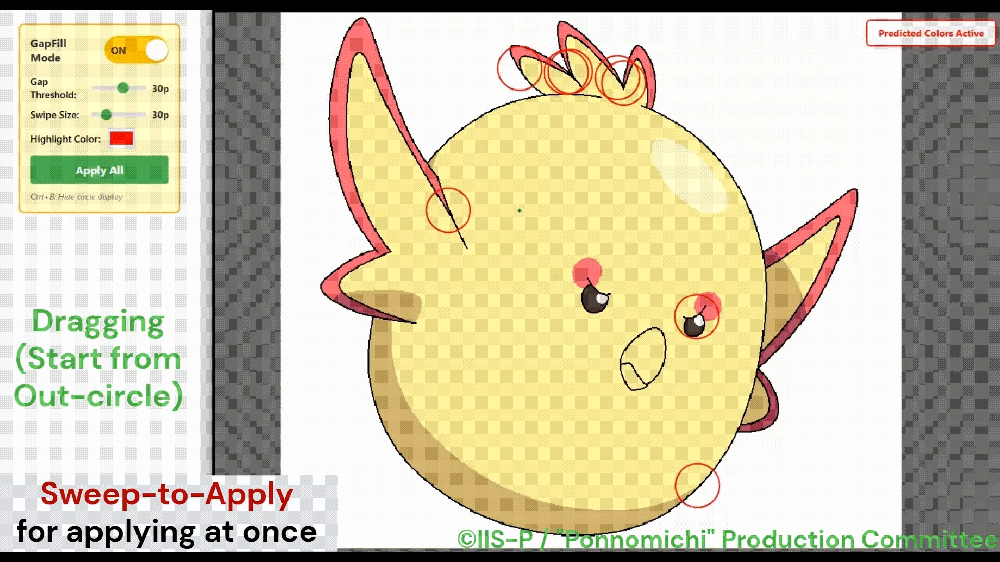 GapFill
Mode
ON
Gap
Threshold:
30p
Swipe Size:
30p
Highlight Color:
Apply All
Ctrl+B: Hide circle display
Predicted Colors Active
Dragging
(Start from
Out-circle)
Sweep-to-Apply
for applying at once
©IIS-P / "Ponnomichi" Production Committee